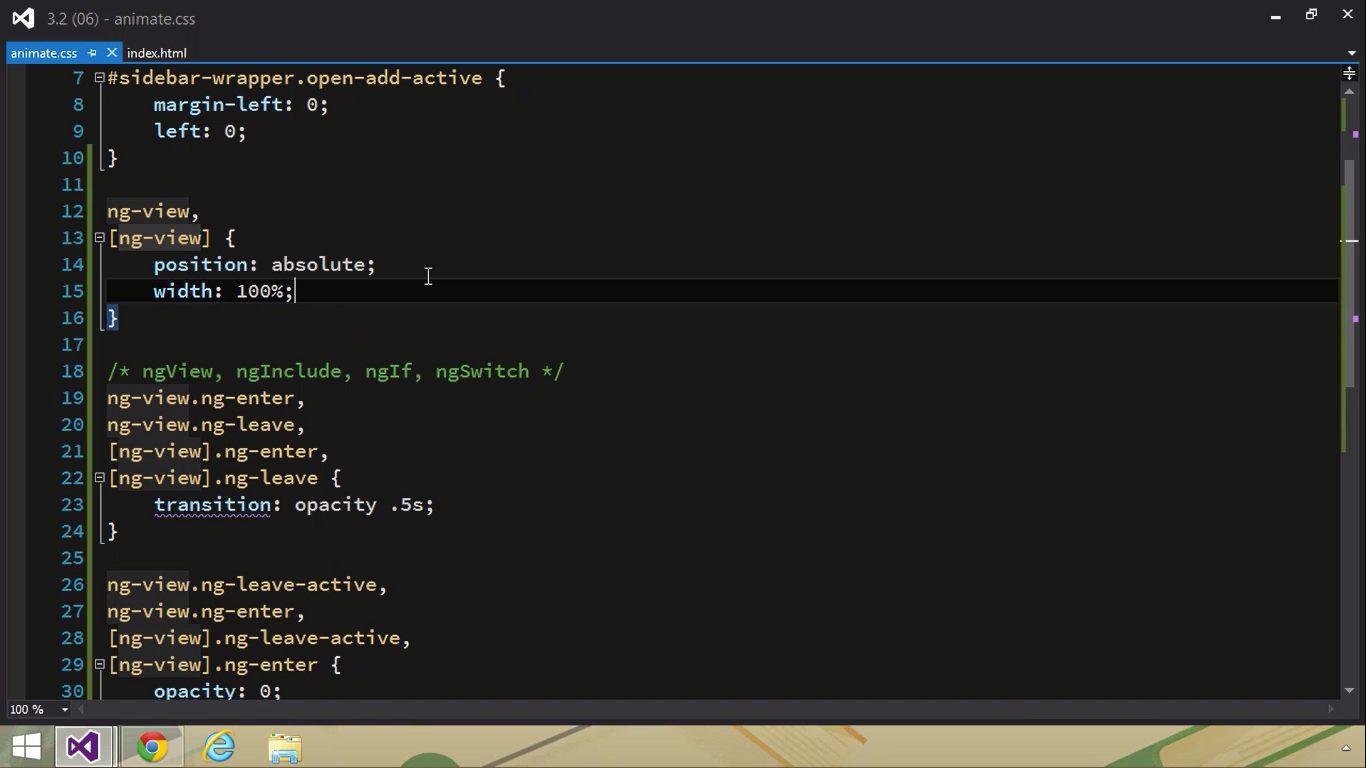 3.2 (06) - animate.css
animate.css index.html
7 #sidebar-wrapper.open-add-active {
8 margin-left: 0;
9 left: 0;
10 }
11
12 ng-view,
13 [ng-view] {
14 position: absolute;
15 width: 100%;
16 }
17
18 /* ngView, ngInclude, ngIf, ngSwitch */
19 ng-view.ng-enter,
20 ng-view.ng-leave,
21 [ng-view].ng-enter,
22 [ng-view].ng-leave {
23 transition: opacity .5s;
24 }
25
26 ng-view.ng-leave-active,
27 ng-view.ng-enter,
28 [ng-view].ng-leave-active,
29 [ng-view].ng-enter {
30 opacity: 0;
100 %